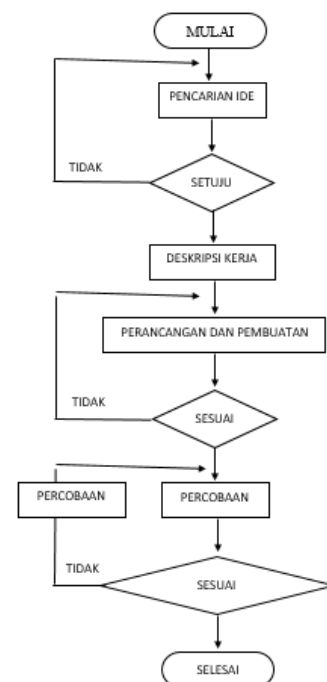 MULAI
PENCARIAN IDE
TIDAK
SETUJU
DESKRIPSI KERJA
PERANCANGAN DAN PEMBUATAN
TIDAK
SESUAI
PERCOBAAN
PERCOBAAN
TIDAK
SESUAI
SELESAI